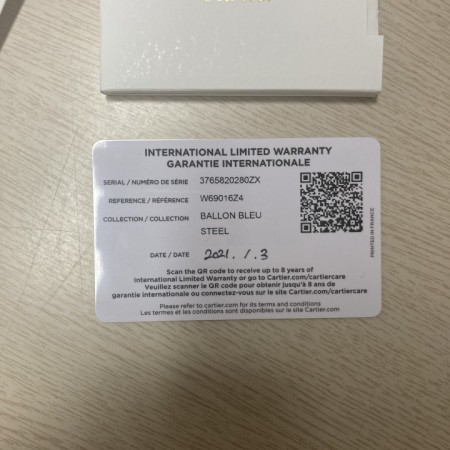 INTERNATIONAL LIMITED WARRANTY
GARANTIE INTERNATIONALE
SERIAL / NUMÉRO DE SÉRIE 3765820280ZX
REFERENCE / RÉFÉRENCE W69016Z4
COLLECTION / COLLECTION BALLON BLEU
STEEL
DATE / DATE 2021. 1. 3
PRINTED IN FRANCE
Scan the QR code to receive up to 8 years of
International Limited Warranty or go to Cartier.com/cartiercare
Veuillez scanner le QR code pour obtenir jusqu'à 8 ans de
garantie internationale ou connectez-vous sur le site Cartier.com/cartiercare
Please refer to cartier.com for its terms and conditions
Les termes et les conditions sont disponibles sur le site Cartier.com